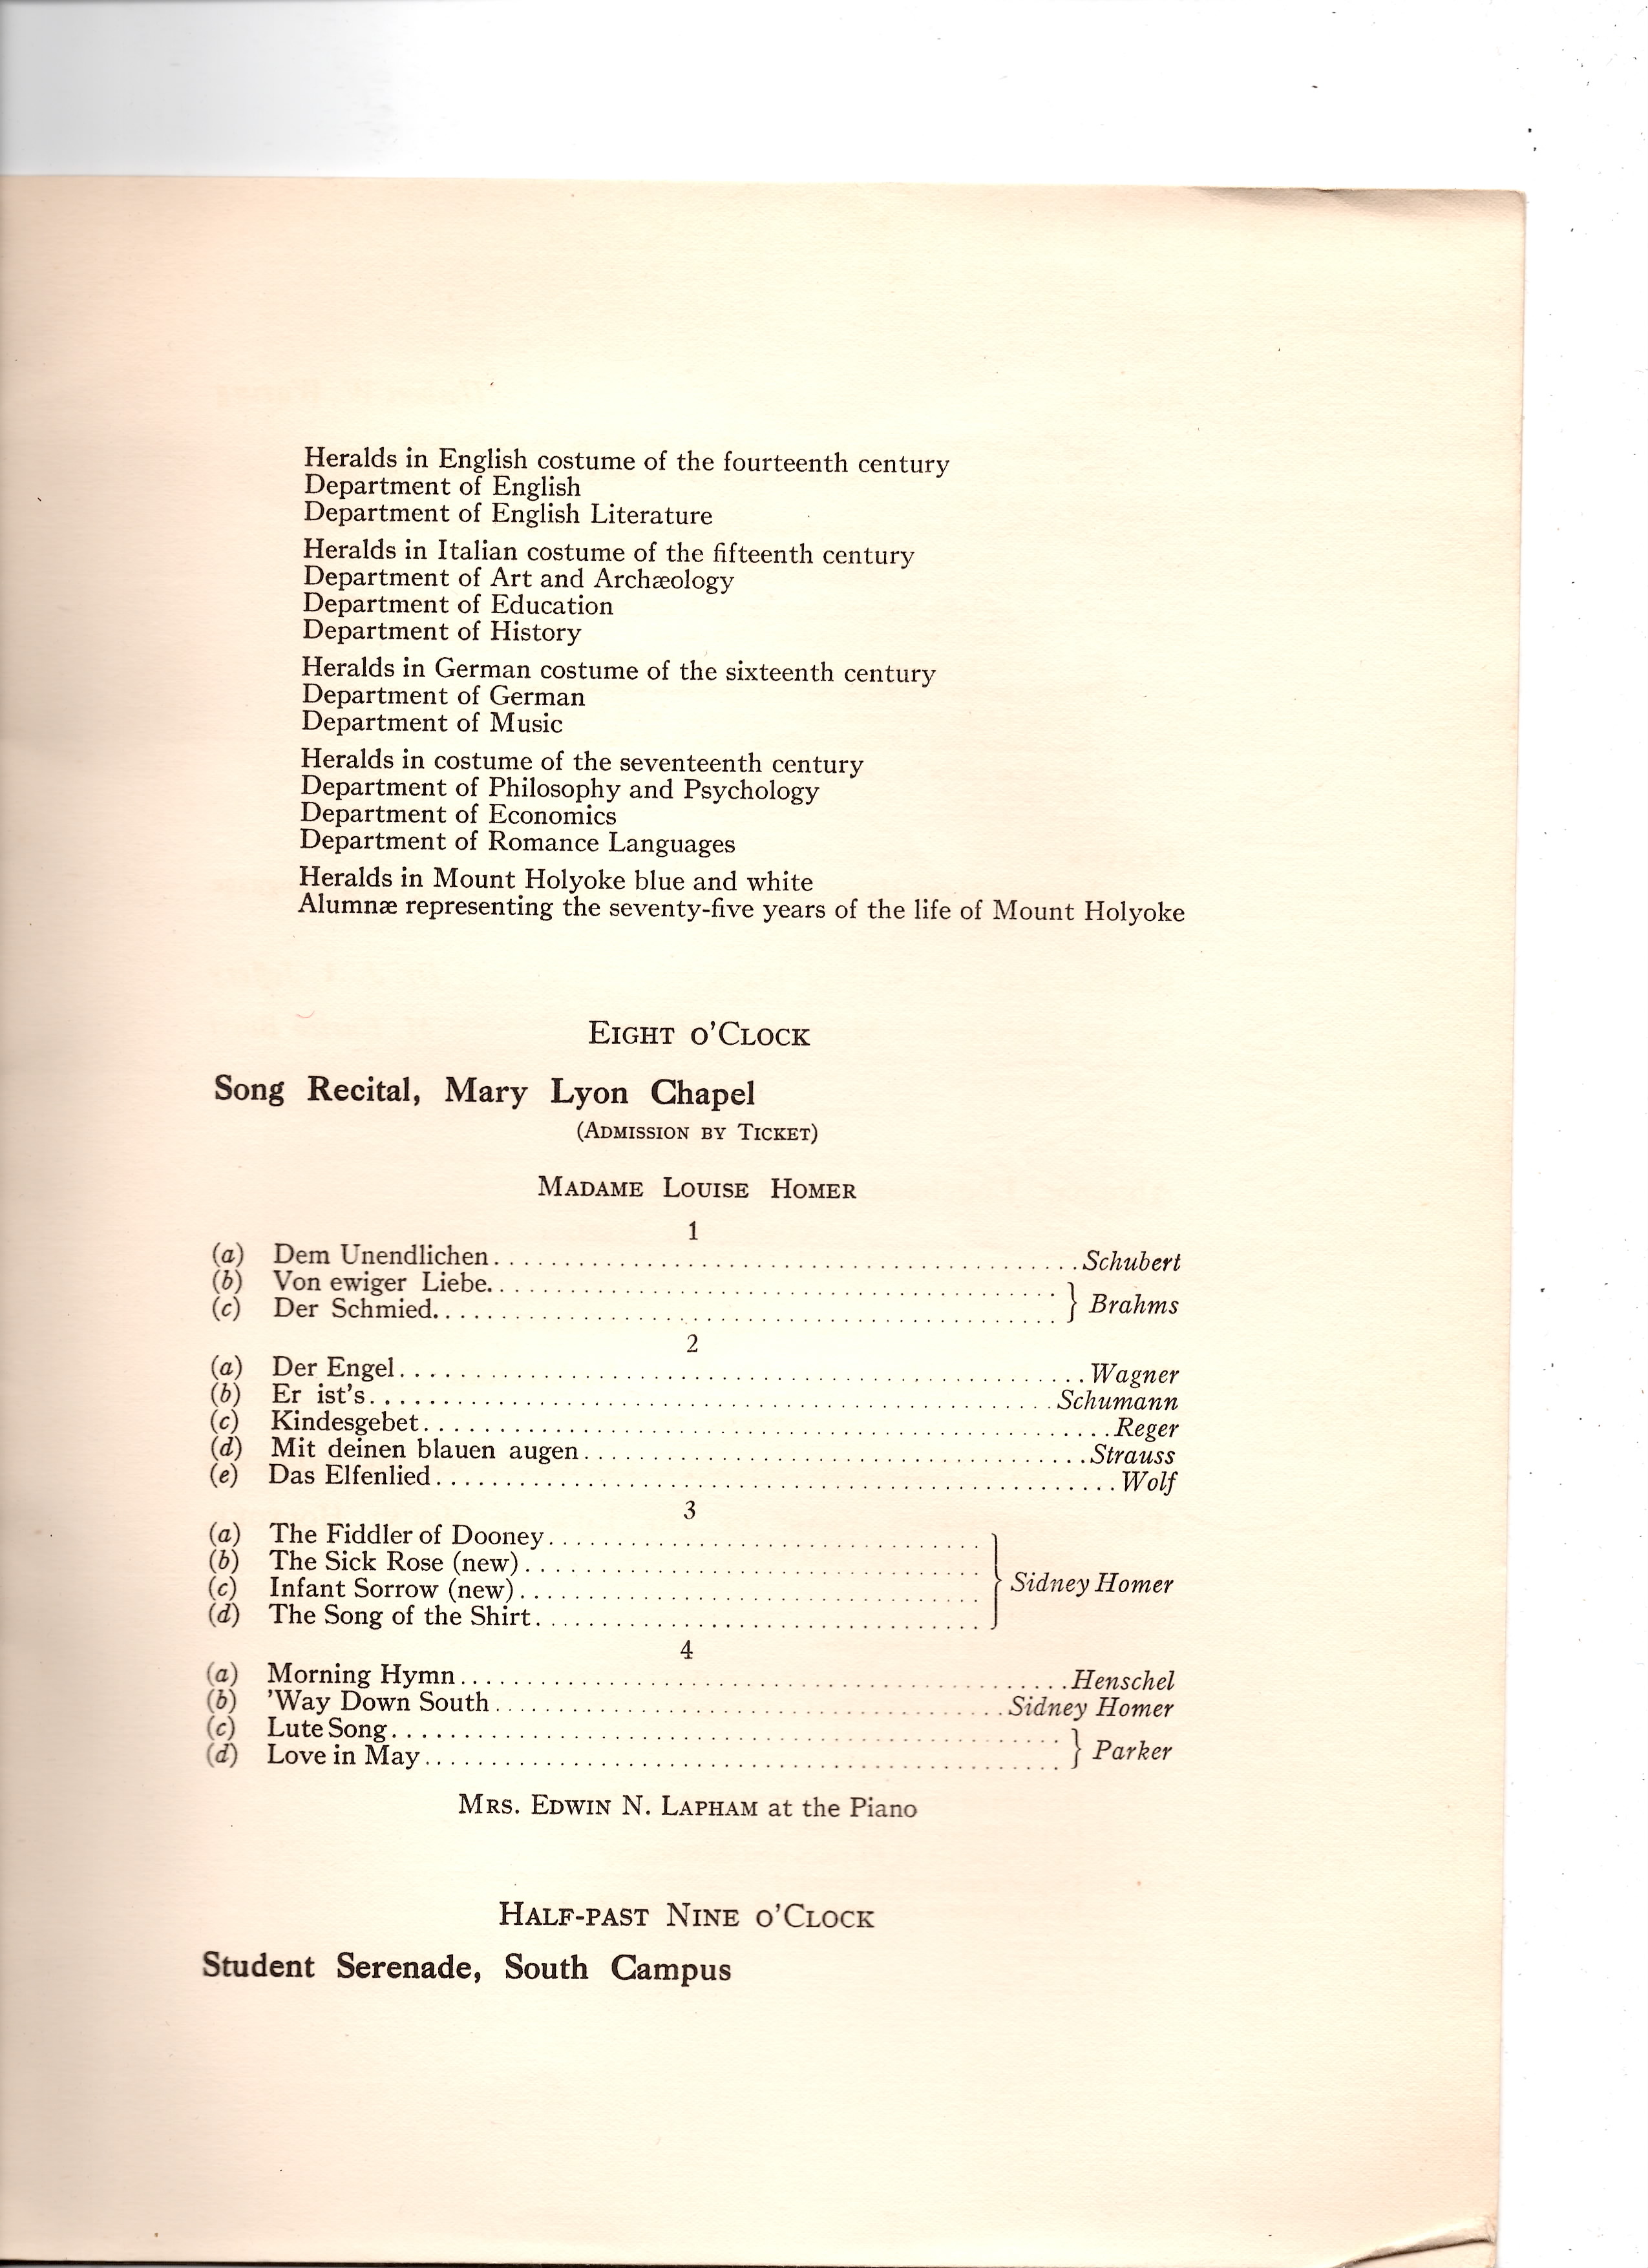 Heralds in English costume of the fourteenth century
Department of English
Department of English Literature
Heralds in Italian costume of the fifteenth century
Department of Art and Archæology
Department of Education
Department of History
Heralds in German costume of the sixteenth century
Department of German
Department of Music
Heralds in costume of the seventeenth century
Department of Philosophy and Psychology
Department of Economics
Department of Romance Languages
Heralds in Mount Holyoke blue and white
Alumnæ representing the seventy-five years of the life of Mount Holyoke
Eight o'Clock
Song Recital, Mary Lyon Chapel
(Admission by Ticket)
Madame Louise Homer
1
(a) Dem Unendlichen. . . . . . . . . . Schubert
(b) Von ewiger Liebe. . . . . . . . . .
(c) Der Schmied. . . . . . . . . . } Brahms
2
(a) Der Engel. . . . . . . . . . Wagner
(b) Er ist's. . . . . . . . . . Schumann
(c) Kindesgebet. . . . . . . . . . Reger
(d) Mit deinen blauen augen. . . . . . . . . . Strauss
(e) Das Elfenlied. . . . . . . . . . Wolf
3
(a) The Fiddler of Dooney. . . . . . . . . .
(b) The Sick Rose (new). . . . . . . . . .
(c) Infant Sorrow (new). . . . . . . . . . } Sidney Homer
(d) The Song of the Shirt. . . . . . . . . .
4
(a) Morning Hymn. . . . . . . . . . Henschel
(b) 'Way Down South. . . . . . . . . . Sidney Homer
(c) Lute Song. . . . . . . . . .
(d) Love in May. . . . . . . . . . } Parker
Mrs. Edwin N. Lapham at the Piano
Half-past Nine o'Clock
Student Serenade, South Campus